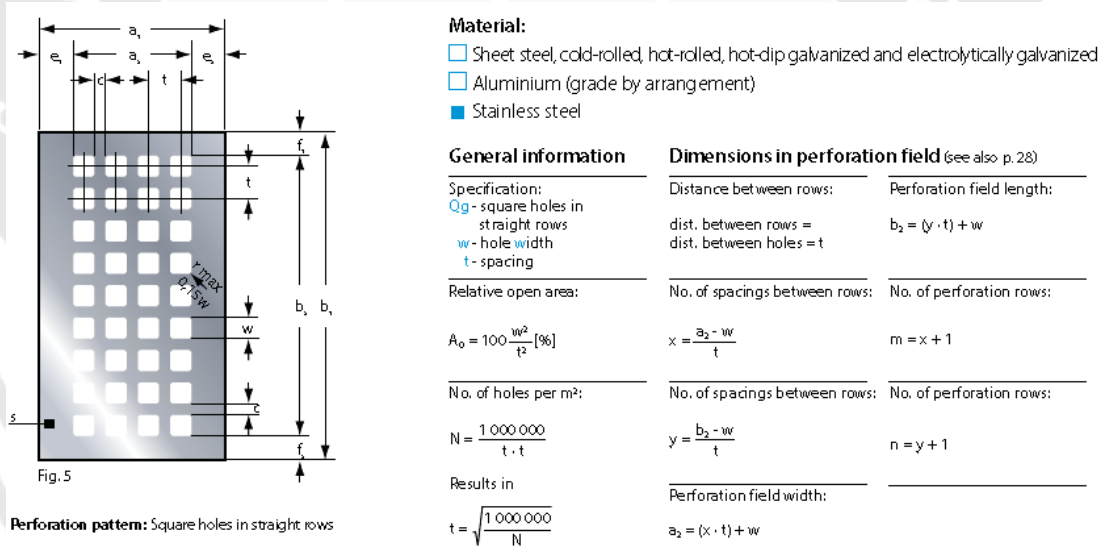 a₁
e₁ a₂ e₂
c t
f₁
t
r max
0,15w
b₂ b₁
w
c
s
f₂
Fig. 5
Perforation pattern: Square holes in straight rows
Material:
Sheet steel, cold-rolled, hot-rolled, hot-dip galvanized and electrolytically galvanized
Aluminium (grade by arrangement)
Stainless steel
General information
Specification:
Qg - square holes in
straight rows
w - hole width
t - spacing
Relative open area:
A₀ = 100 w²/t² [%]
No. of holes per m²:
N = 1 000 000 / t · t
Results in
t = √(1 000 000 / N)
Dimensions in perforation field (see also p. 28)
Distance between rows:
dist. between rows =
dist. between holes = t
Perforation field length:
b₂ = (y · t) + w
No. of spacings between rows:
x = a₂ - w / t
No. of perforation rows:
m = x + 1
No. of spacings between rows:
y = b₂ - w / t
No. of perforation rows:
n = y + 1
Perforation field width:
a₂ = (x · t) + w